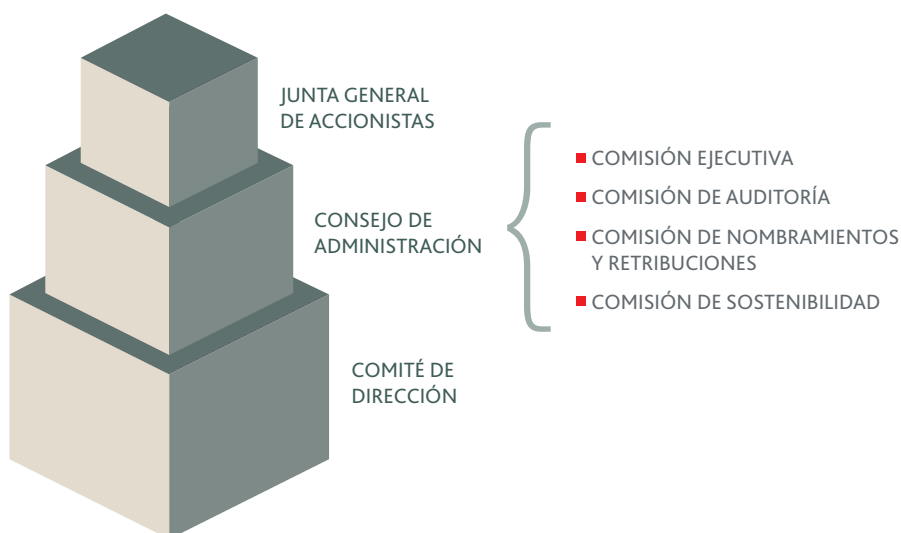 JUNTA GENERAL
DE ACCIONISTAS
CONSEJO DE
ADMINISTRACIÓN
COMISIÓN EJECUTIVA
COMISIÓN DE AUDITORÍA
COMISIÓN DE NOMBRAMIENTOS
Y RETRIBUCIONES
COMISIÓN DE SOSTENIBILIDAD
COMITÉ DE
DIRECCIÓN